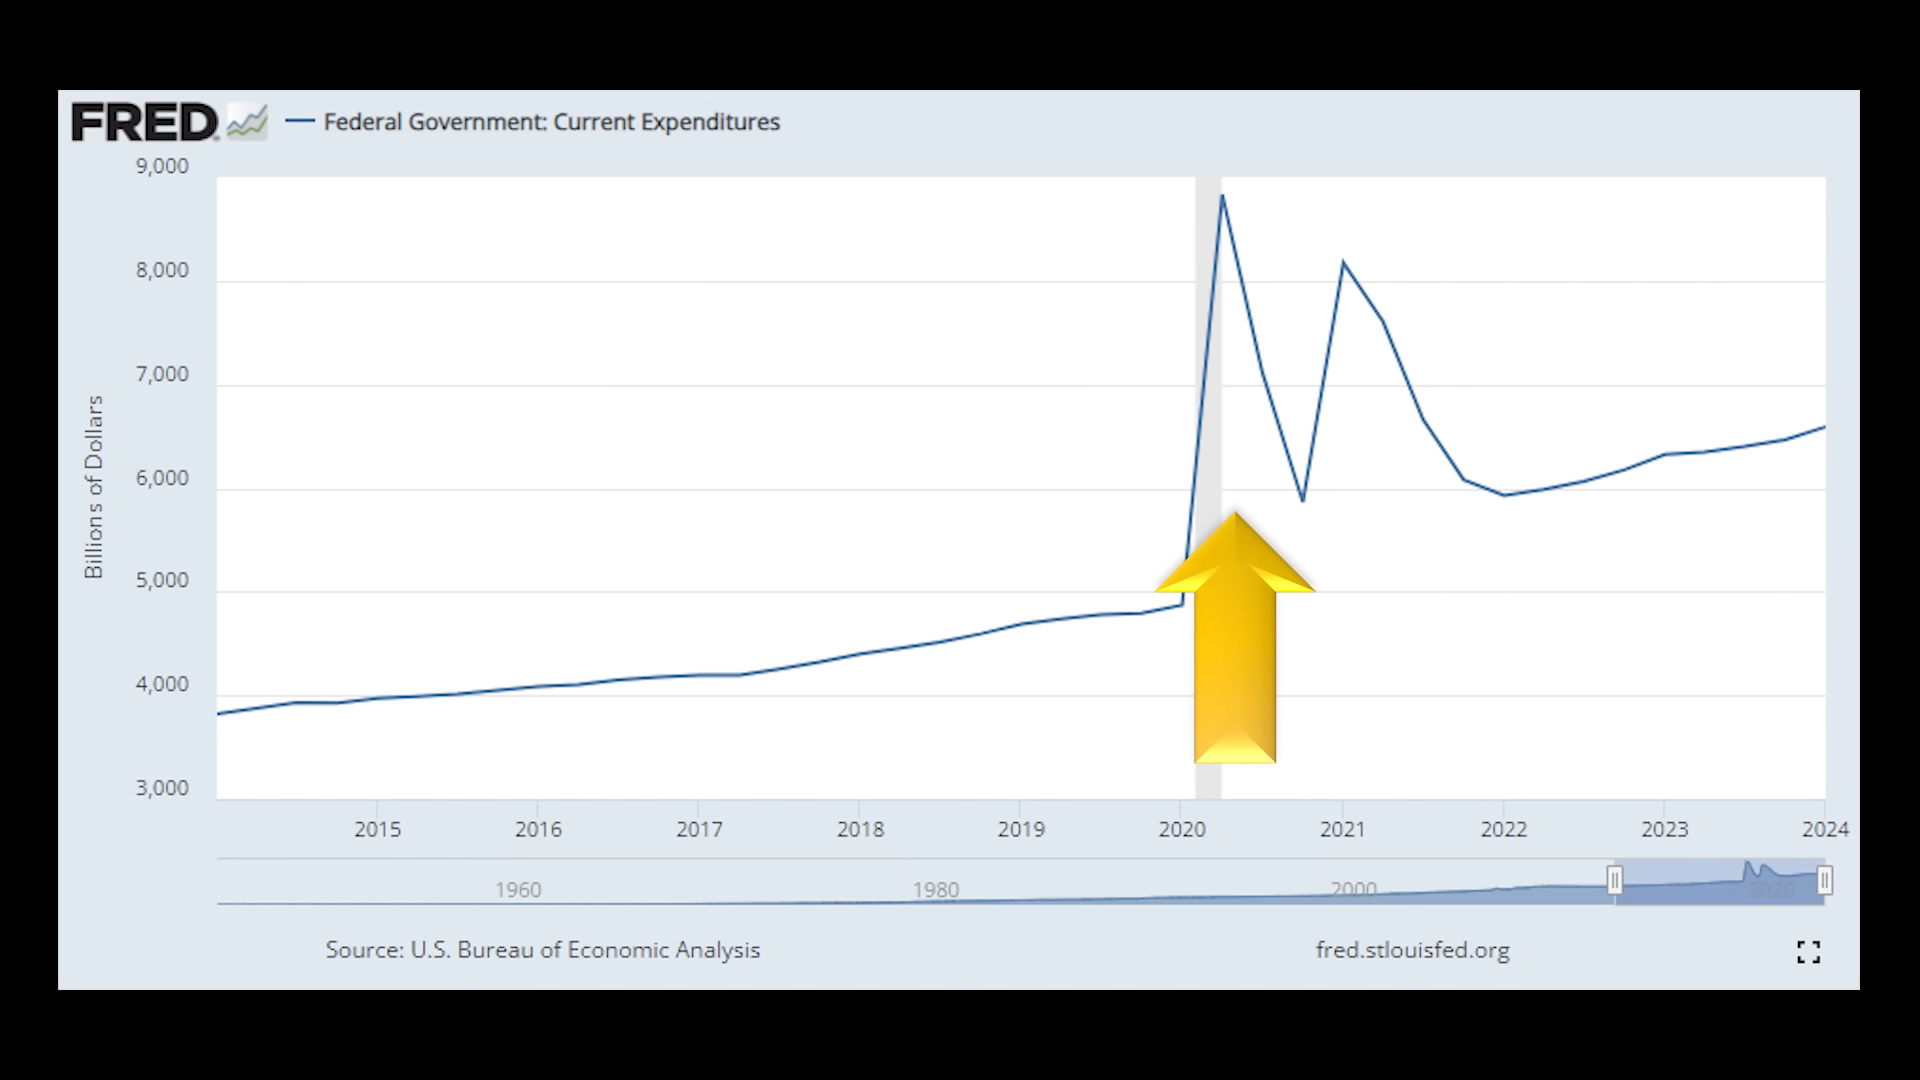 FRED
Federal Government: Current Expenditures
9,000
8,000
7,000
6,000
5,000
4,000
3,000
Billions of Dollars
2015 2016 2017 2018 2019 2020 2021 2022 2023 2024
1960 1980 2000 2020
Source: U.S. Bureau of Economic Analysis
fred.stlouisfed.org